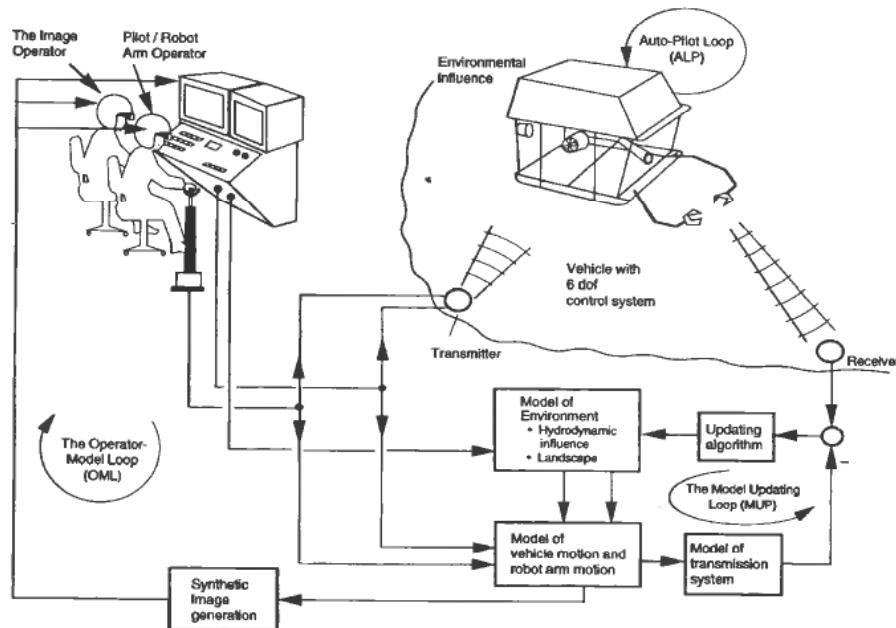 The Image
Operator
Pilot / Robot
Arm Operator
Environmental
Influence
Auto-Pilot Loop
(ALP)
Vehicle with
6 dof
control system
Transmitter
Receiver
The Operator-
Model Loop
(OML)
Model of
Environment
• Hydrodynamic
influence
• Landscape
Updating
algorithm
–
The Model Updating
Loop (MUP)
Model of
vehicle motion and
robot arm motion
Model of
transmission
system
Synthetic
Image
generation